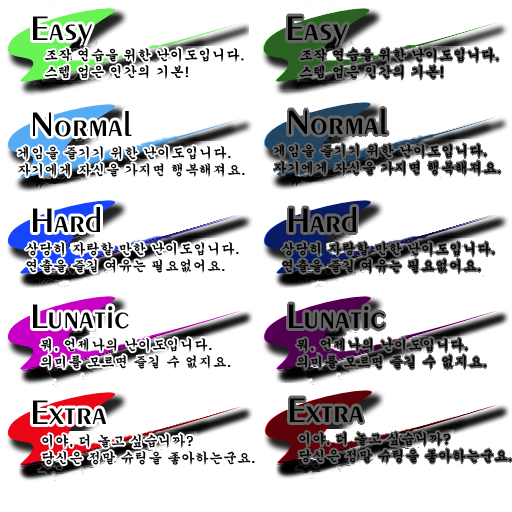 Easy
조작 연습을 위한 난이도입니다.
스텝 업은 인간의 기본!
Easy
조작 연습을 위한 난이도입니다.
스텝 업은 인간의 기본!
Normal
게임을 즐기기 위한 난이도입니다.
자기에게 자신을 가지면 행복해져요.
Normal
게임을 즐기기 위한 난이도입니다.
자기에게 자신을 가지면 행복해져요.
Hard
상당히 자랑할 만한 난이도입니다.
연출을 즐길 여유는 필요없어요.
Hard
상당히 자랑할 만한 난이도입니다.
연출을 즐길 여유는 필요없어요.
Lunatic
뭐, 언제나의 난이도입니다.
의미를 모르면 즐길 수 없지요.
Lunatic
뭐, 언제나의 난이도입니다.
의미를 모르면 즐길 수 없지요.
Extra
이야, 더 놀고 싶습니까?
당신은 정말 슈팅을 좋아하는군요.
Extra
이야, 더 놀고 싶습니까?
당신은 정말 슈팅을 좋아하는군요.